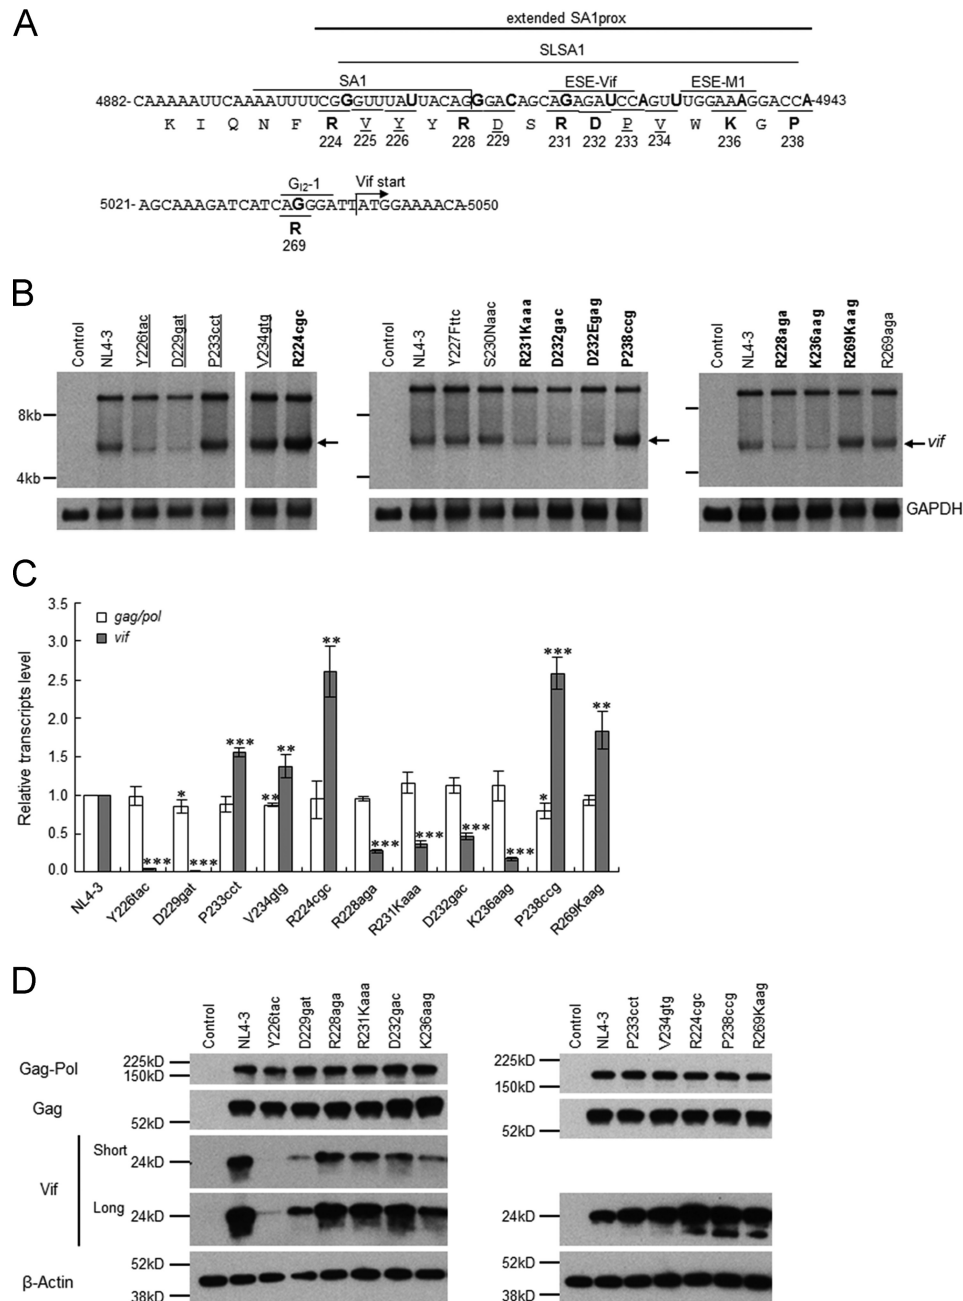 A
extended SA1prox
SLSA1
SA1 ESE-Vif ESE-M1
4882-CAAAAAUUCAAAAUUUUCGGGUUUAUUACAGGGACAGCAGAGAUCCAGUUUGGAAAGGACCA-4943
K I Q N F R V Y Y R D S R D P V W K G P
224 225 226 228 229 231 232 233 234 236 238
GI2-1 Vif start
5021-AGCAAAGATCATCAGGGATTATGGAAAACA-5050
R
269
B
Control NL4-3 Y226tac D229gat P233cct V234gtg R224cgc
Control NL4-3 Y227Fttc S230Naac R231Kaaa D232gac D232Egag P238ccg
Control NL4-3 R228aga K236aag R269Kaag R269aga
8kb
4kb
vif
GAPDH
C
Relative transcripts level
3.5
3.0
2.5
2.0
1.5
1.0
0.5
0.0
gag/pol
vif
*** * *** *** ** ** ** *** *** *** *** * *** **
NL4-3 Y226tac D229gat P233cct V234gtg R224cgc R228aga R231Kaaa D232gac K236aag P238ccg R269Kaag
D
Control NL4-3 Y226tac D229gat R228aga R231Kaaa D232gac K236aag
Control NL4-3 P233cct V234gtg R224cgc P238ccg R269Kaag
Gag-Pol 225kD 150kD 225kD 150kD
Gag 52kD 52kD
Vif
Short 24kD
Long 24kD 24kD
β-Actin 52kD 38kD 52kD 38kD